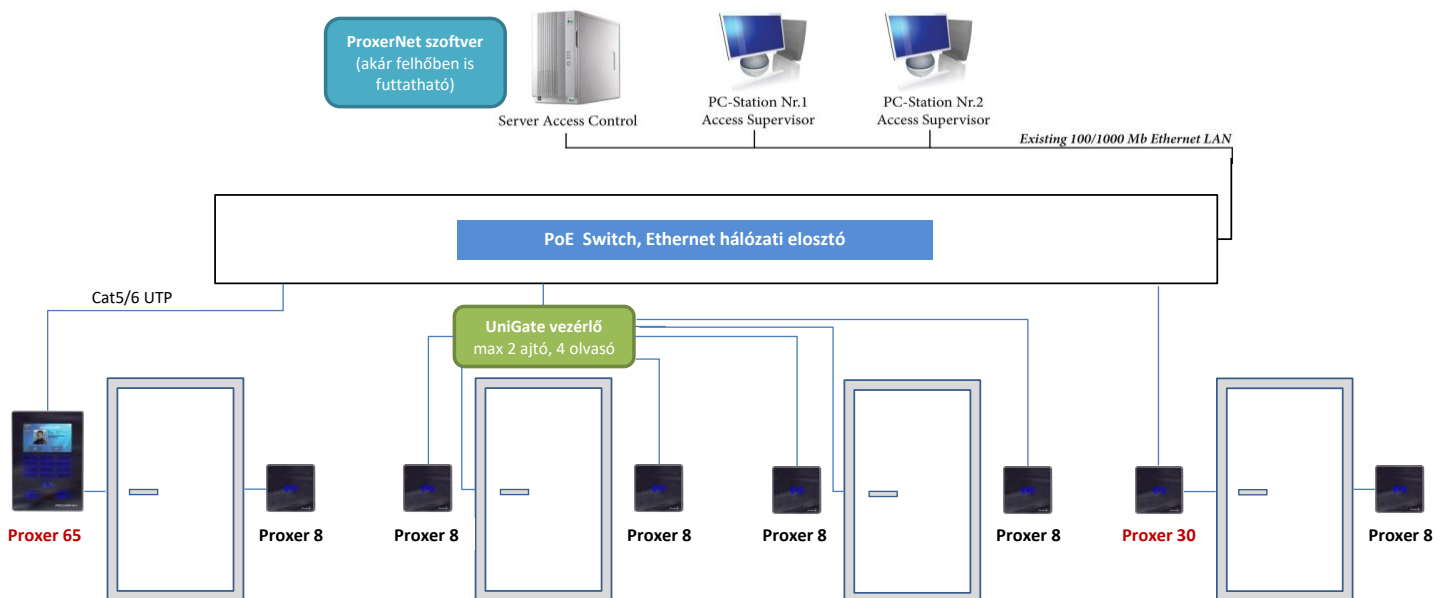 ProxerNet szoftver
(akár felhőben is
futtatható)
Server Access Control
PC-Station Nr.1
Access Supervisor
PC-Station Nr.2
Access Supervisor
Existing 100/1000 Mb Ethernet LAN
PoE Switch, Ethernet hálózati elosztó
Cat5/6 UTP
UniGate vezérlő
max 2 ajtó, 4 olvasó
Proxer 65
Proxer 8
Proxer 8
Proxer 8
Proxer 8
Proxer 8
Proxer 30
Proxer 8